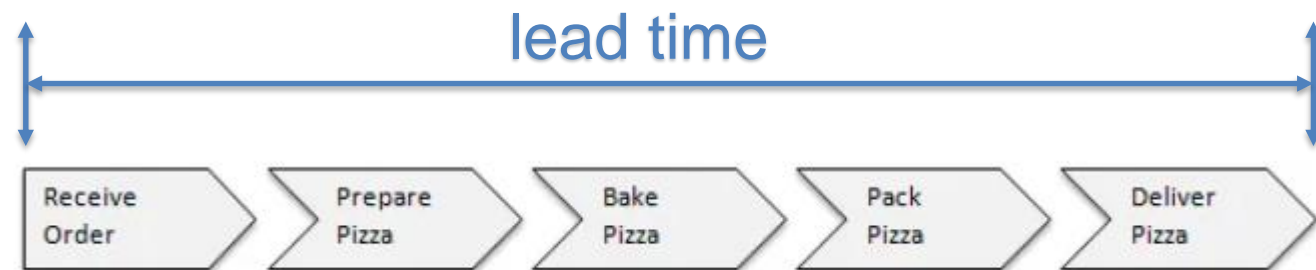 lead time
Receive
Order
Prepare
Pizza
Bake
Pizza
Pack
Pizza
Deliver
Pizza